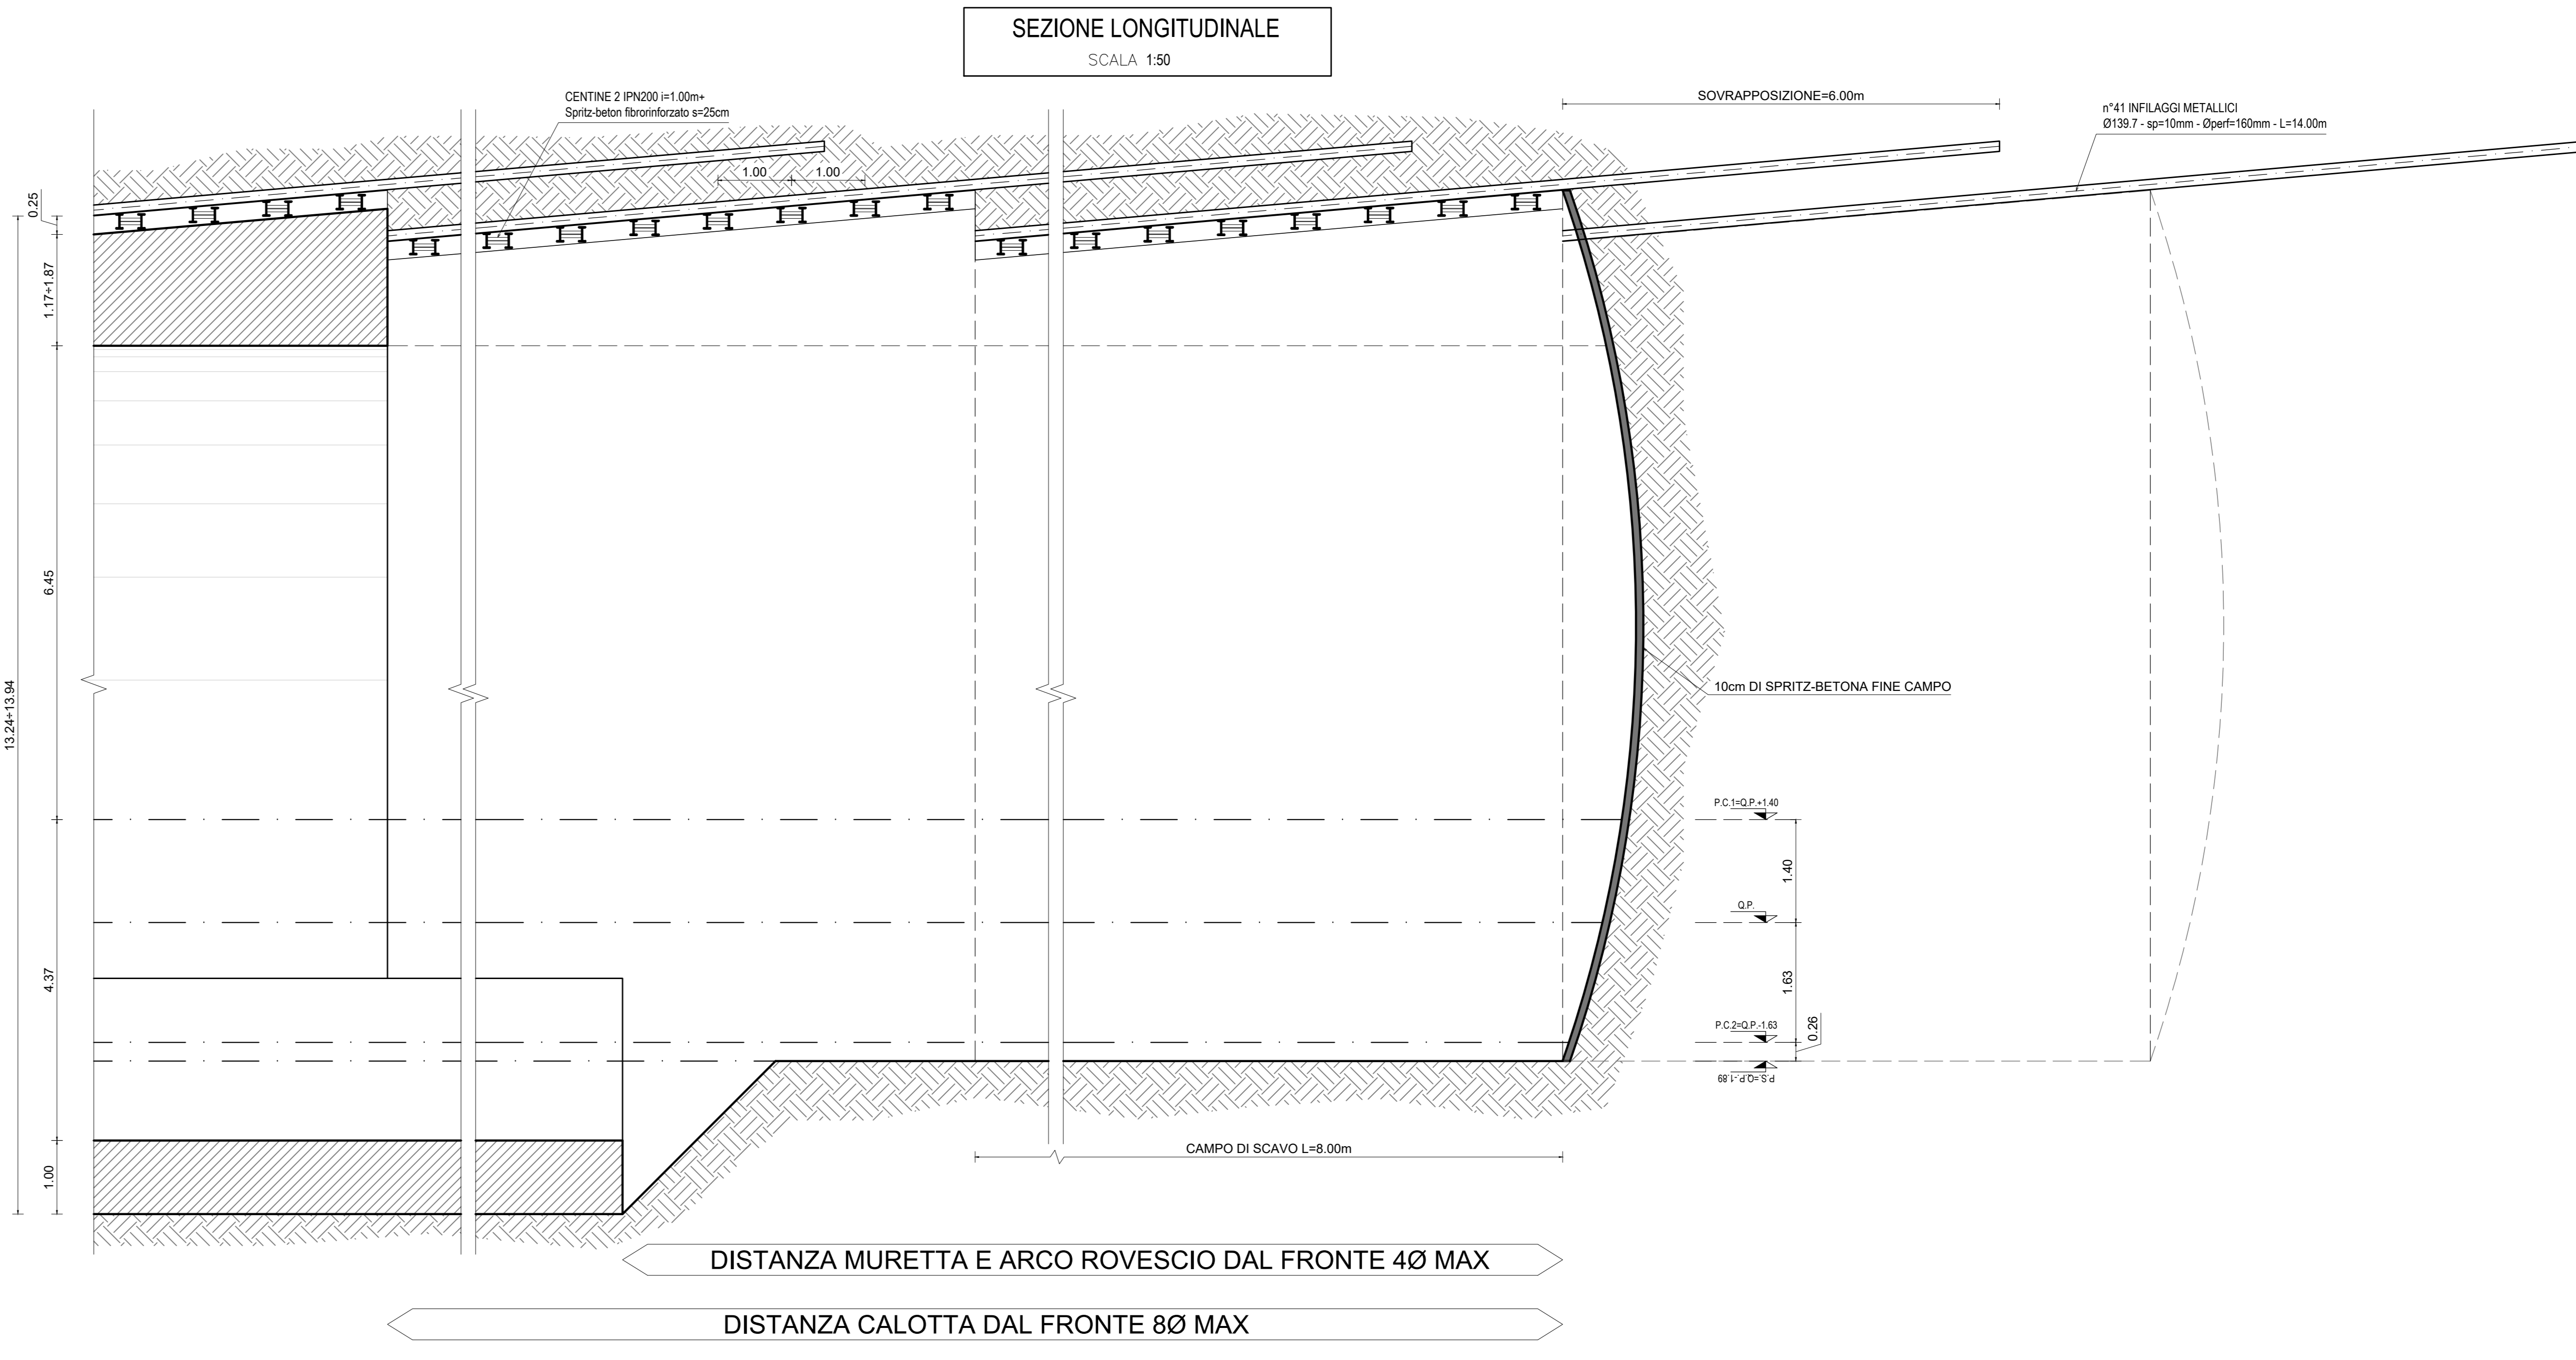 SEZIONE LONGITUDINALE
SCALA 1:50
CENTINE 2 IPN200 i=1.00m+
Spritz-beton fibrorinforzato s=25cm
SOVRAPPOSIZIONE=6.00m
n°41 INFILAGGI METALLICI
Ø139.7 - sp=10mm - Øperf=160mm - L=14.00m
1.00
1.00
0.25
1.17÷1.87
6.45
13.24÷13.94
4.37
1.00
10cm DI SPRITZ-BETONA FINE CAMPO
P.C.1=Q.P.+1.40
1.40
Q.P.
1.63
P.C.2=Q.P.-1.63
0.26
P.S.=Q.P.-1.89
CAMPO DI SCAVO L=8.00m
DISTANZA MURETTA E ARCO ROVESCIO DAL FRONTE 4Ø MAX
DISTANZA CALOTTA DAL FRONTE 8Ø MAX